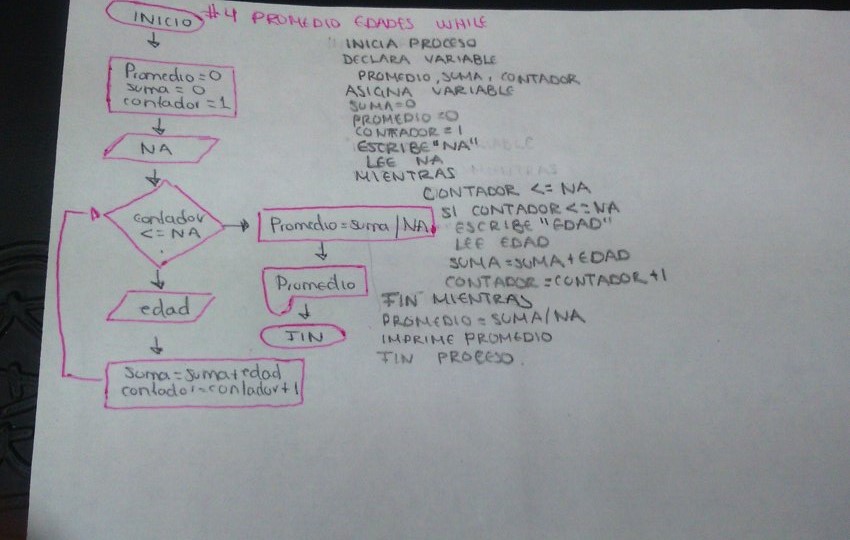 INICIO
#4 PROMEDIO EDADES WHILE
Promedio=0
suma = 0
contador = 1
NA
contador
<= NA
Promedio = suma / NA
Promedio
FIN
edad
suma = suma + edad
contador = contador + 1
INICIA PROCESO
DECLARA VARIABLE
PROMEDIO, SUMA, CONTADOR
ASIGNA VARIABLE
SUMA=0
PROMEDIO=0
CONTADOR=1
ESCRIBE "NA"
LEE NA
MIENTRAS
CONTADOR <= NA
SI CONTADOR <= NA
ESCRIBE "EDAD"
LEE EDAD
SUMA=SUMA+EDAD
CONTADOR=CONTADOR+1
FIN MIENTRAS
PROMEDIO=SUMA/NA
IMPRIME PROMEDIO
FIN PROCESO.